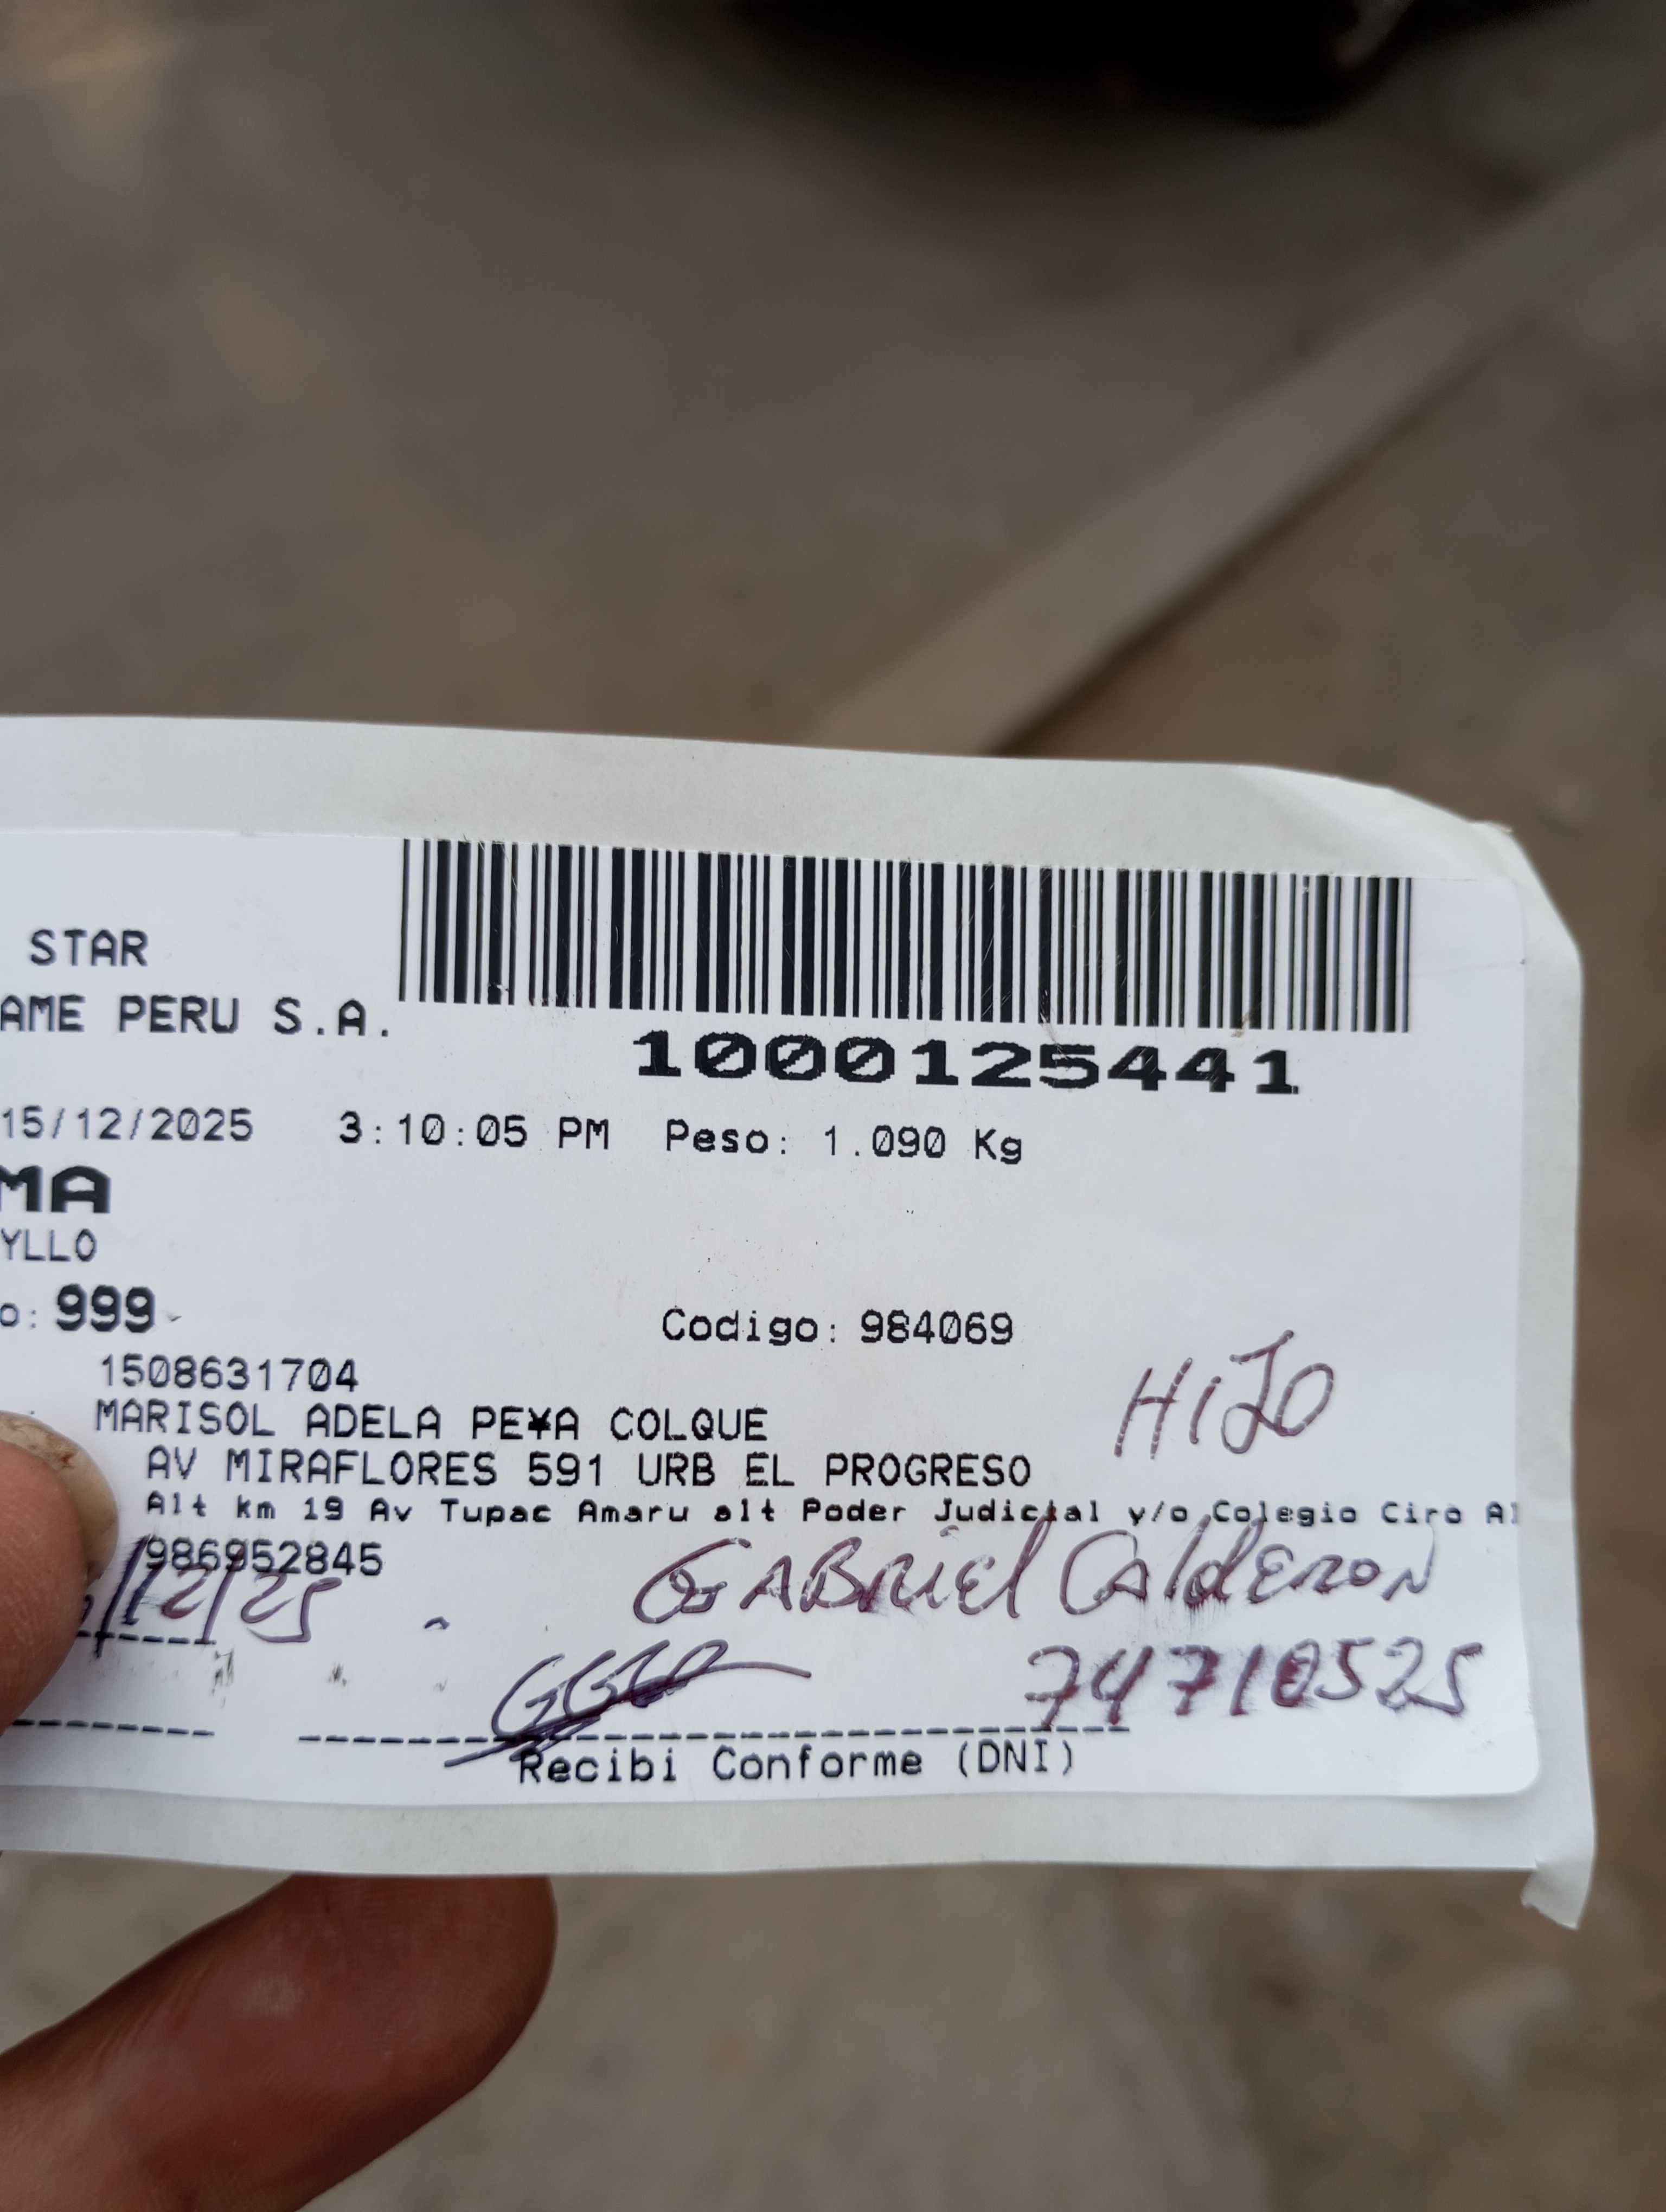 STAR
AME PERU S.A.
1000125441
15/12/2025 3:10:05 PM Peso: 1.090 Kg
MA
YLLO
o: 999 Codigo: 984069
1508631704
HIJO
MARISOL ADELA PE¥A COLQUE
AV MIRAFLORES 591 URB EL PROGRESO
Alt km 19 Av Tupac Amaru alt Poder Judicial y/o Colegio Ciro Al
986952845
/12/25 GABRiEl CAldERON
74710525
Recibi Conforme (DNI)